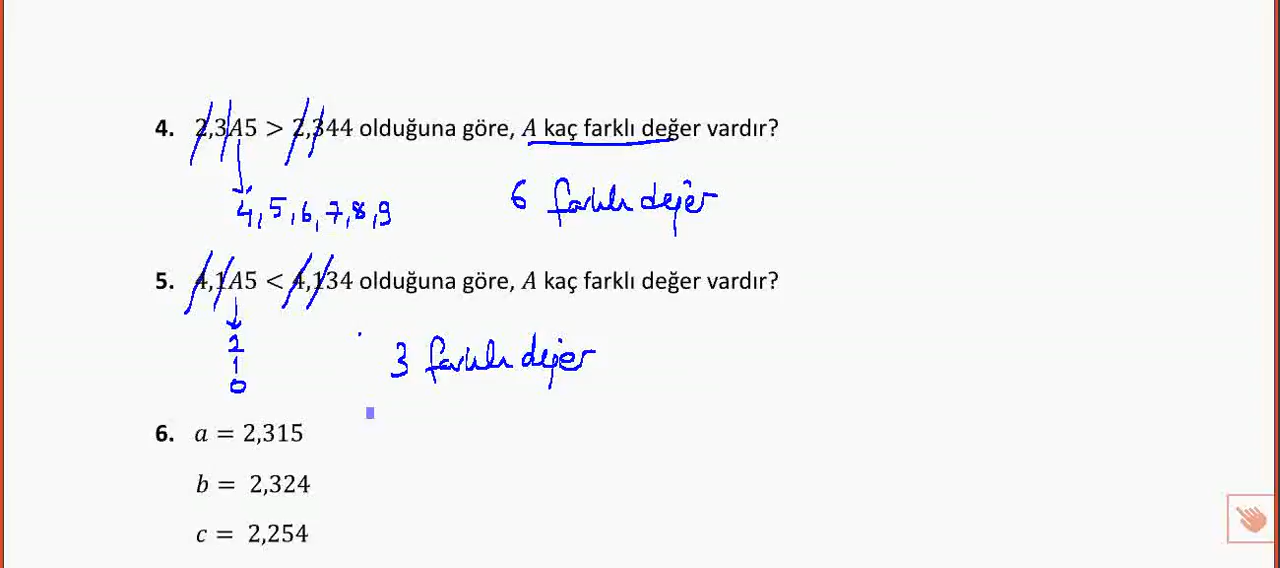 4. 2,3A5 > 2,344 olduğuna göre, A kaç farklı değer vardır?
4, 5, 6, 7, 8, 9
6 farklı değer
5. 4,1A5 < 4,134 olduğuna göre, A kaç farklı değer vardır?
2
1
0
3 farklı değer
6. a = 2,315
b = 2,324
c = 2,254